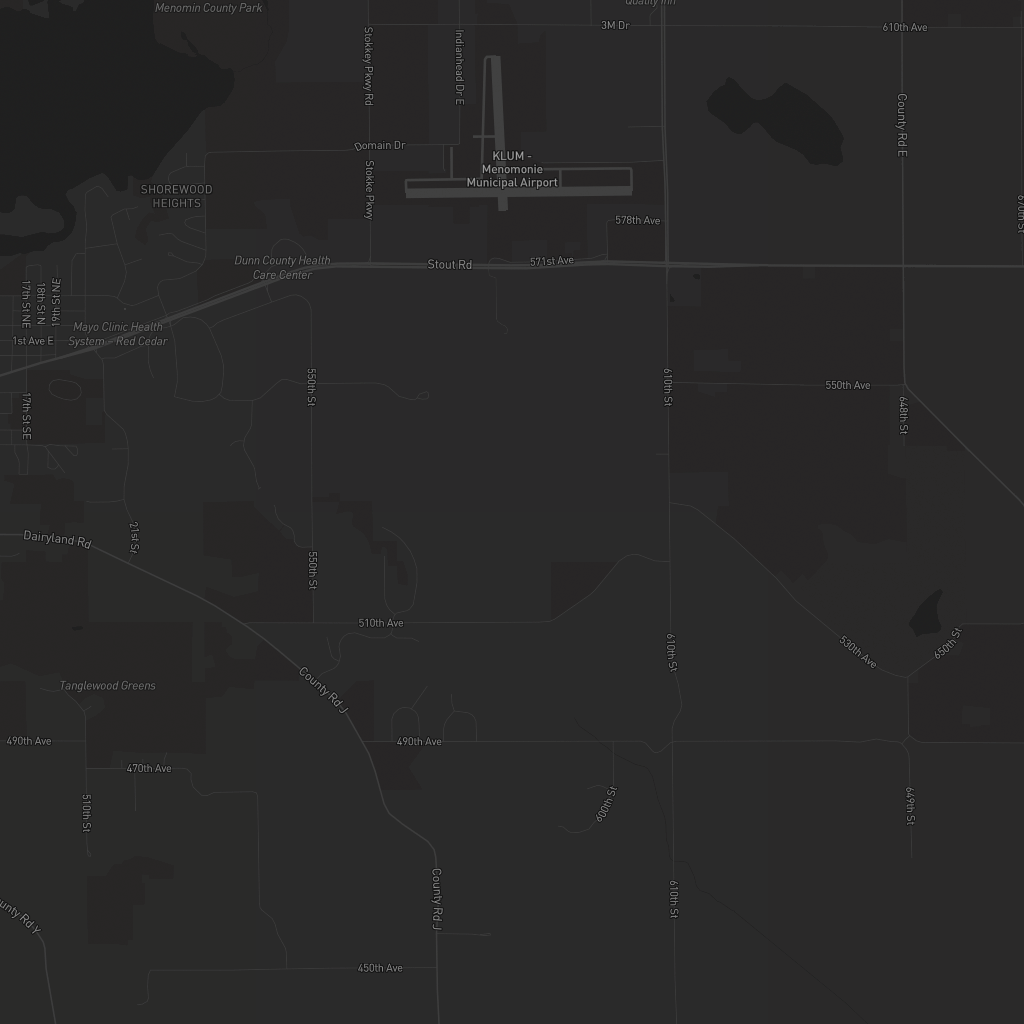 Menomin County Park
Quality Inn
3M Dr
610th Ave
Stokkey Pkwy Rd
Indianhead Dr E
County Rd E
Domain Dr
KLUM -
Menomonie
Municipal Airport
Stokke Pkwy
SHOREWOOD
HEIGHTS
578th Ave
670th St
Dunn County Health
Care Center
Stout Rd
571st Ave
17th St NE
18th St N
19th St NE
Mayo Clinic Health
System - Red Cedar
1st Ave E
550th St
610th St
550th Ave
648th St
17th St SE
Dairyland Rd
21st St
550th St
510th Ave
610th St
530th Ave
650th St
Tanglewood Greens
County Rd J
490th Ave
490th Ave
470th Ave
510th St
600th St
649th St
County Rd J
610th St
unty Rd Y
450th Ave